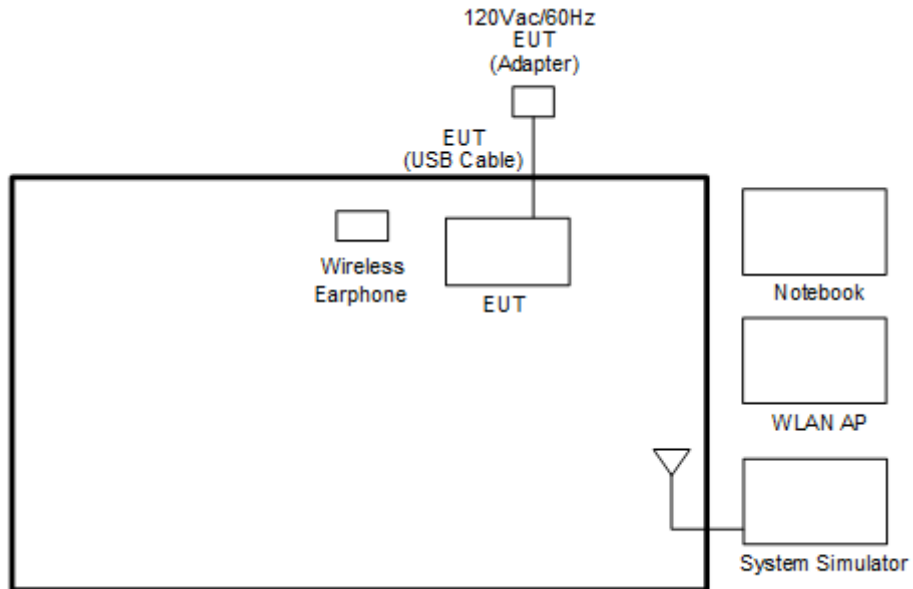 120Vac/60Hz
EUT
(Adapter)
EUT
(USB Cable)
Wireless
Earphone
EUT
Notebook
WLAN AP
System Simulator